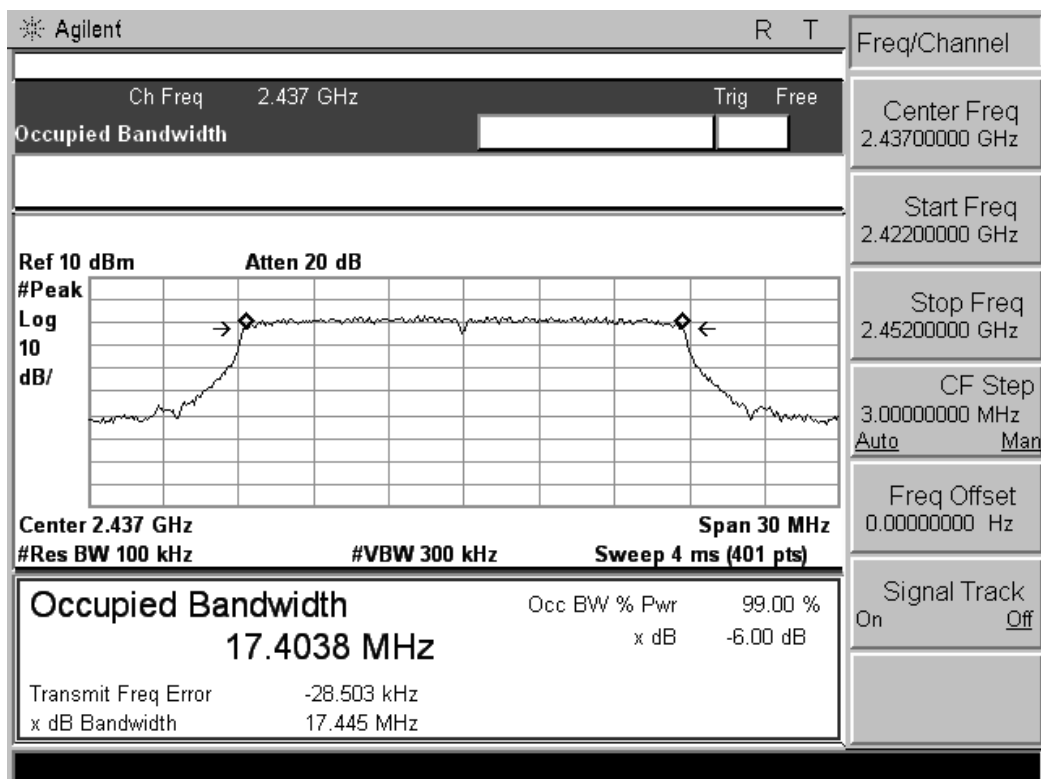 Agilent R T
Ch Freq 2.437 GHz Trig Free
Occupied Bandwidth
Ref 10 dBm Atten 20 dB
#Peak
Log
10
dB/
Center 2.437 GHz Span 30 MHz
#Res BW 100 kHz #VBW 300 kHz Sweep 4 ms (401 pts)
Occupied Bandwidth Occ BW % Pwr 99.00 %
17.4038 MHz x dB -6.00 dB
Transmit Freq Error -28.503 kHz
x dB Bandwidth 17.445 MHz
Freq/Channel
Center Freq
2.43700000 GHz
Start Freq
2.42200000 GHz
Stop Freq
2.45200000 GHz
CF Step
3.00000000 MHz
Auto Man
Freq Offset
0.00000000 Hz
Signal Track
On Off